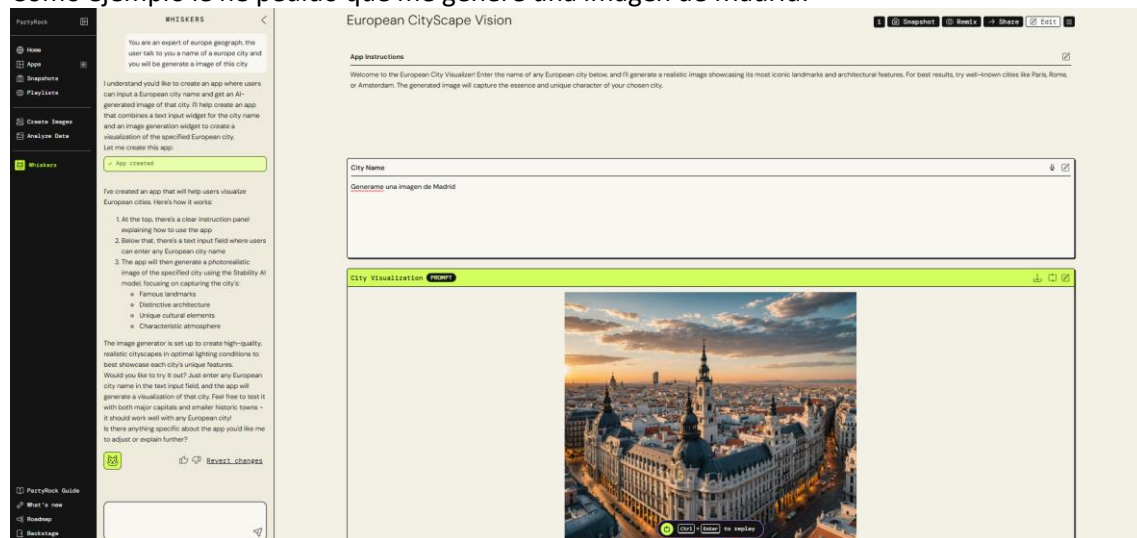 Como ejemplo le he pedido que me genere una imagen de Madrid:
PartyRock
Home
Apps
Snapshots
Playlists
Create Images
Analyze Data
Whiskers
PartyRock Guide
What's new
Roadmap
Backstage
WHISKERS
You are an expert of europe geograph, the
user talk to you a name of a europe city and
you will be generate a image of this city
I understand you'd like to create an app where users
can input a European city name and get an AI-
generated image of that city. I'll help create an app
that combines a text input widget for the city name
and an image generation widget to create a
visualization of the specified European city.
Let me create this app:
✓ App created
I've created an app that will help users visualize
European cities. Here's how it works:
1. At the top, there's a clear instruction panel
explaining how to use the app
2. Below that, there's a text input field where users
can enter any European city name
3. The app will then generate a photorealistic
image of the specified city using the Stability AI
model, focusing on capturing the city's:
Famous landmarks
Distinctive architecture
Unique cultural elements
Characteristic atmosphere
The image generator is set up to create high-quality,
realistic cityscapes in optimal lighting conditions to
best showcase each city's unique features.
Would you like to try it out? Just enter any European
city name in the text input field, and the app will
generate a visualization of that city. Feel free to test it
with both major capitals and smaller historic towns -
it should work well with any European city!
Is there anything specific about the app you'd like me
to adjust or explain further?
Revert changes
European CityScape Vision
Snapshot Remix Share Edit
App Instructions
Welcome to the European City Visualizer! Enter the name of any European city below, and I'll generate a realistic image showcasing its most iconic landmarks and architectural features. For best results, try well-known cities like Paris, Rome,
or Amsterdam. The generated image will capture the essence and unique character of your chosen city.
City Name
Generame una imagen de Madrid
City Visualization PROMPT
Ctrl + Enter to replay